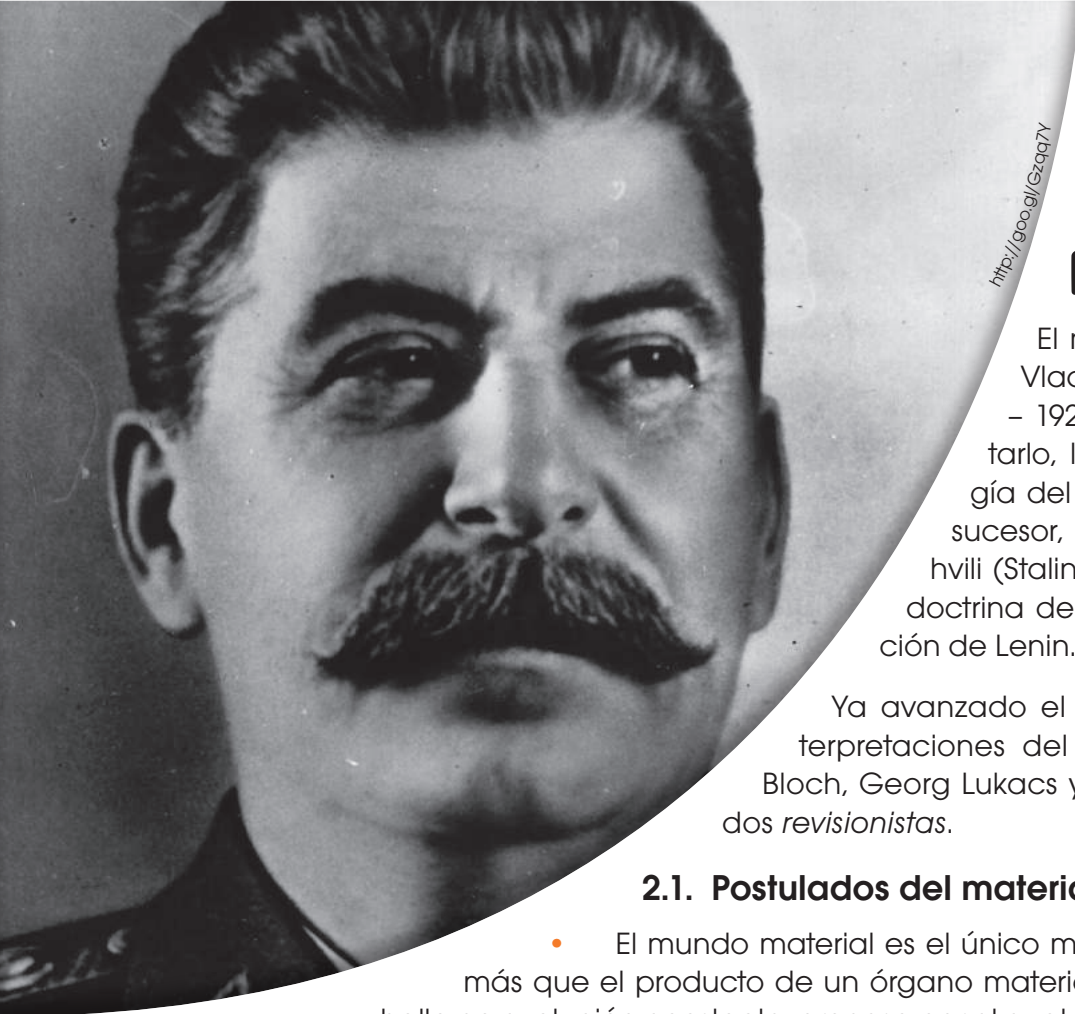 http://goo.gl/Gzqq7Y
El
Vlad
– 192
tarlo,
gía del
sucesor,
hvili (Stalin
doctrina de
ción de Lenin.
Ya avanzado el
terpretaciones del
Bloch, Georg Lukacs y
dos revisionistas.
2.1. Postulados del materia
• El mundo material es el único m
más que el producto de un órgano materia